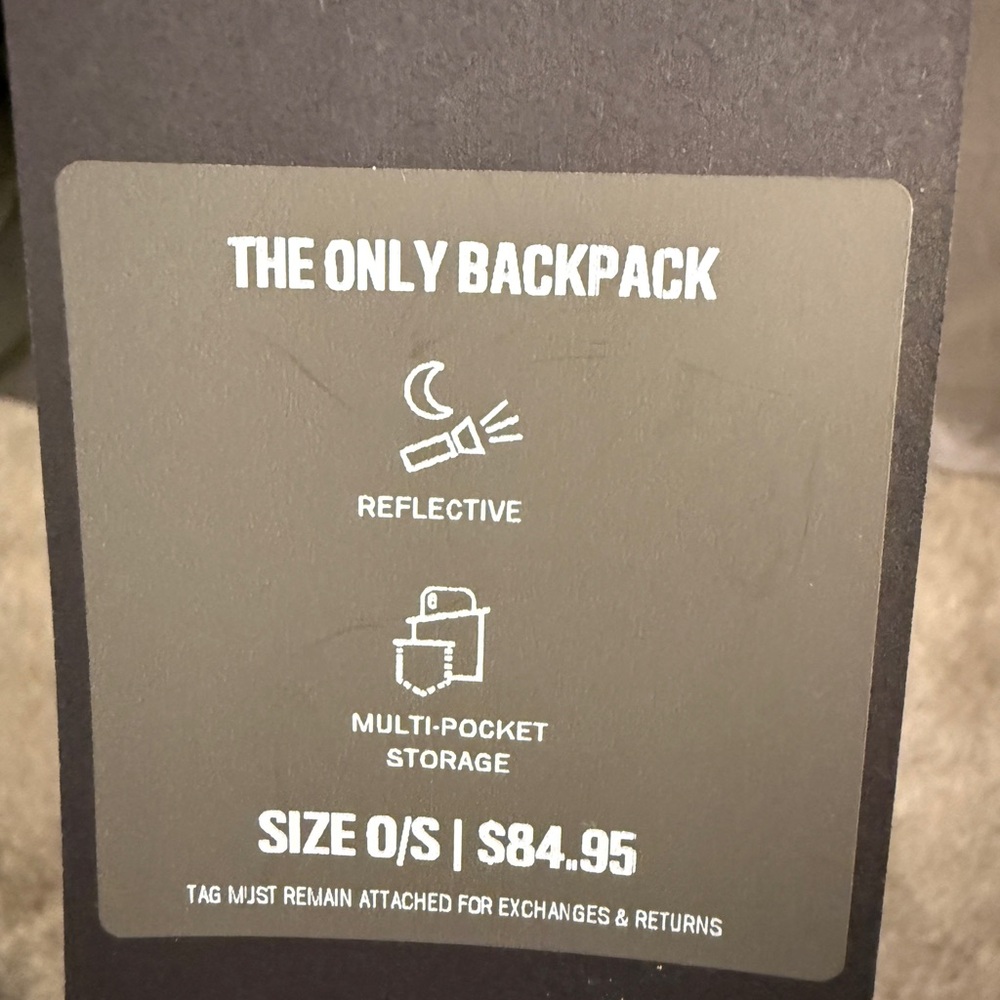 THE ONLY BACKPACK
REFLECTIVE
MULTI-POCKET
STORAGE
SIZE O/S | $84.95
TAG MUST REMAIN ATTACHED FOR EXCHANGES & RETURNS